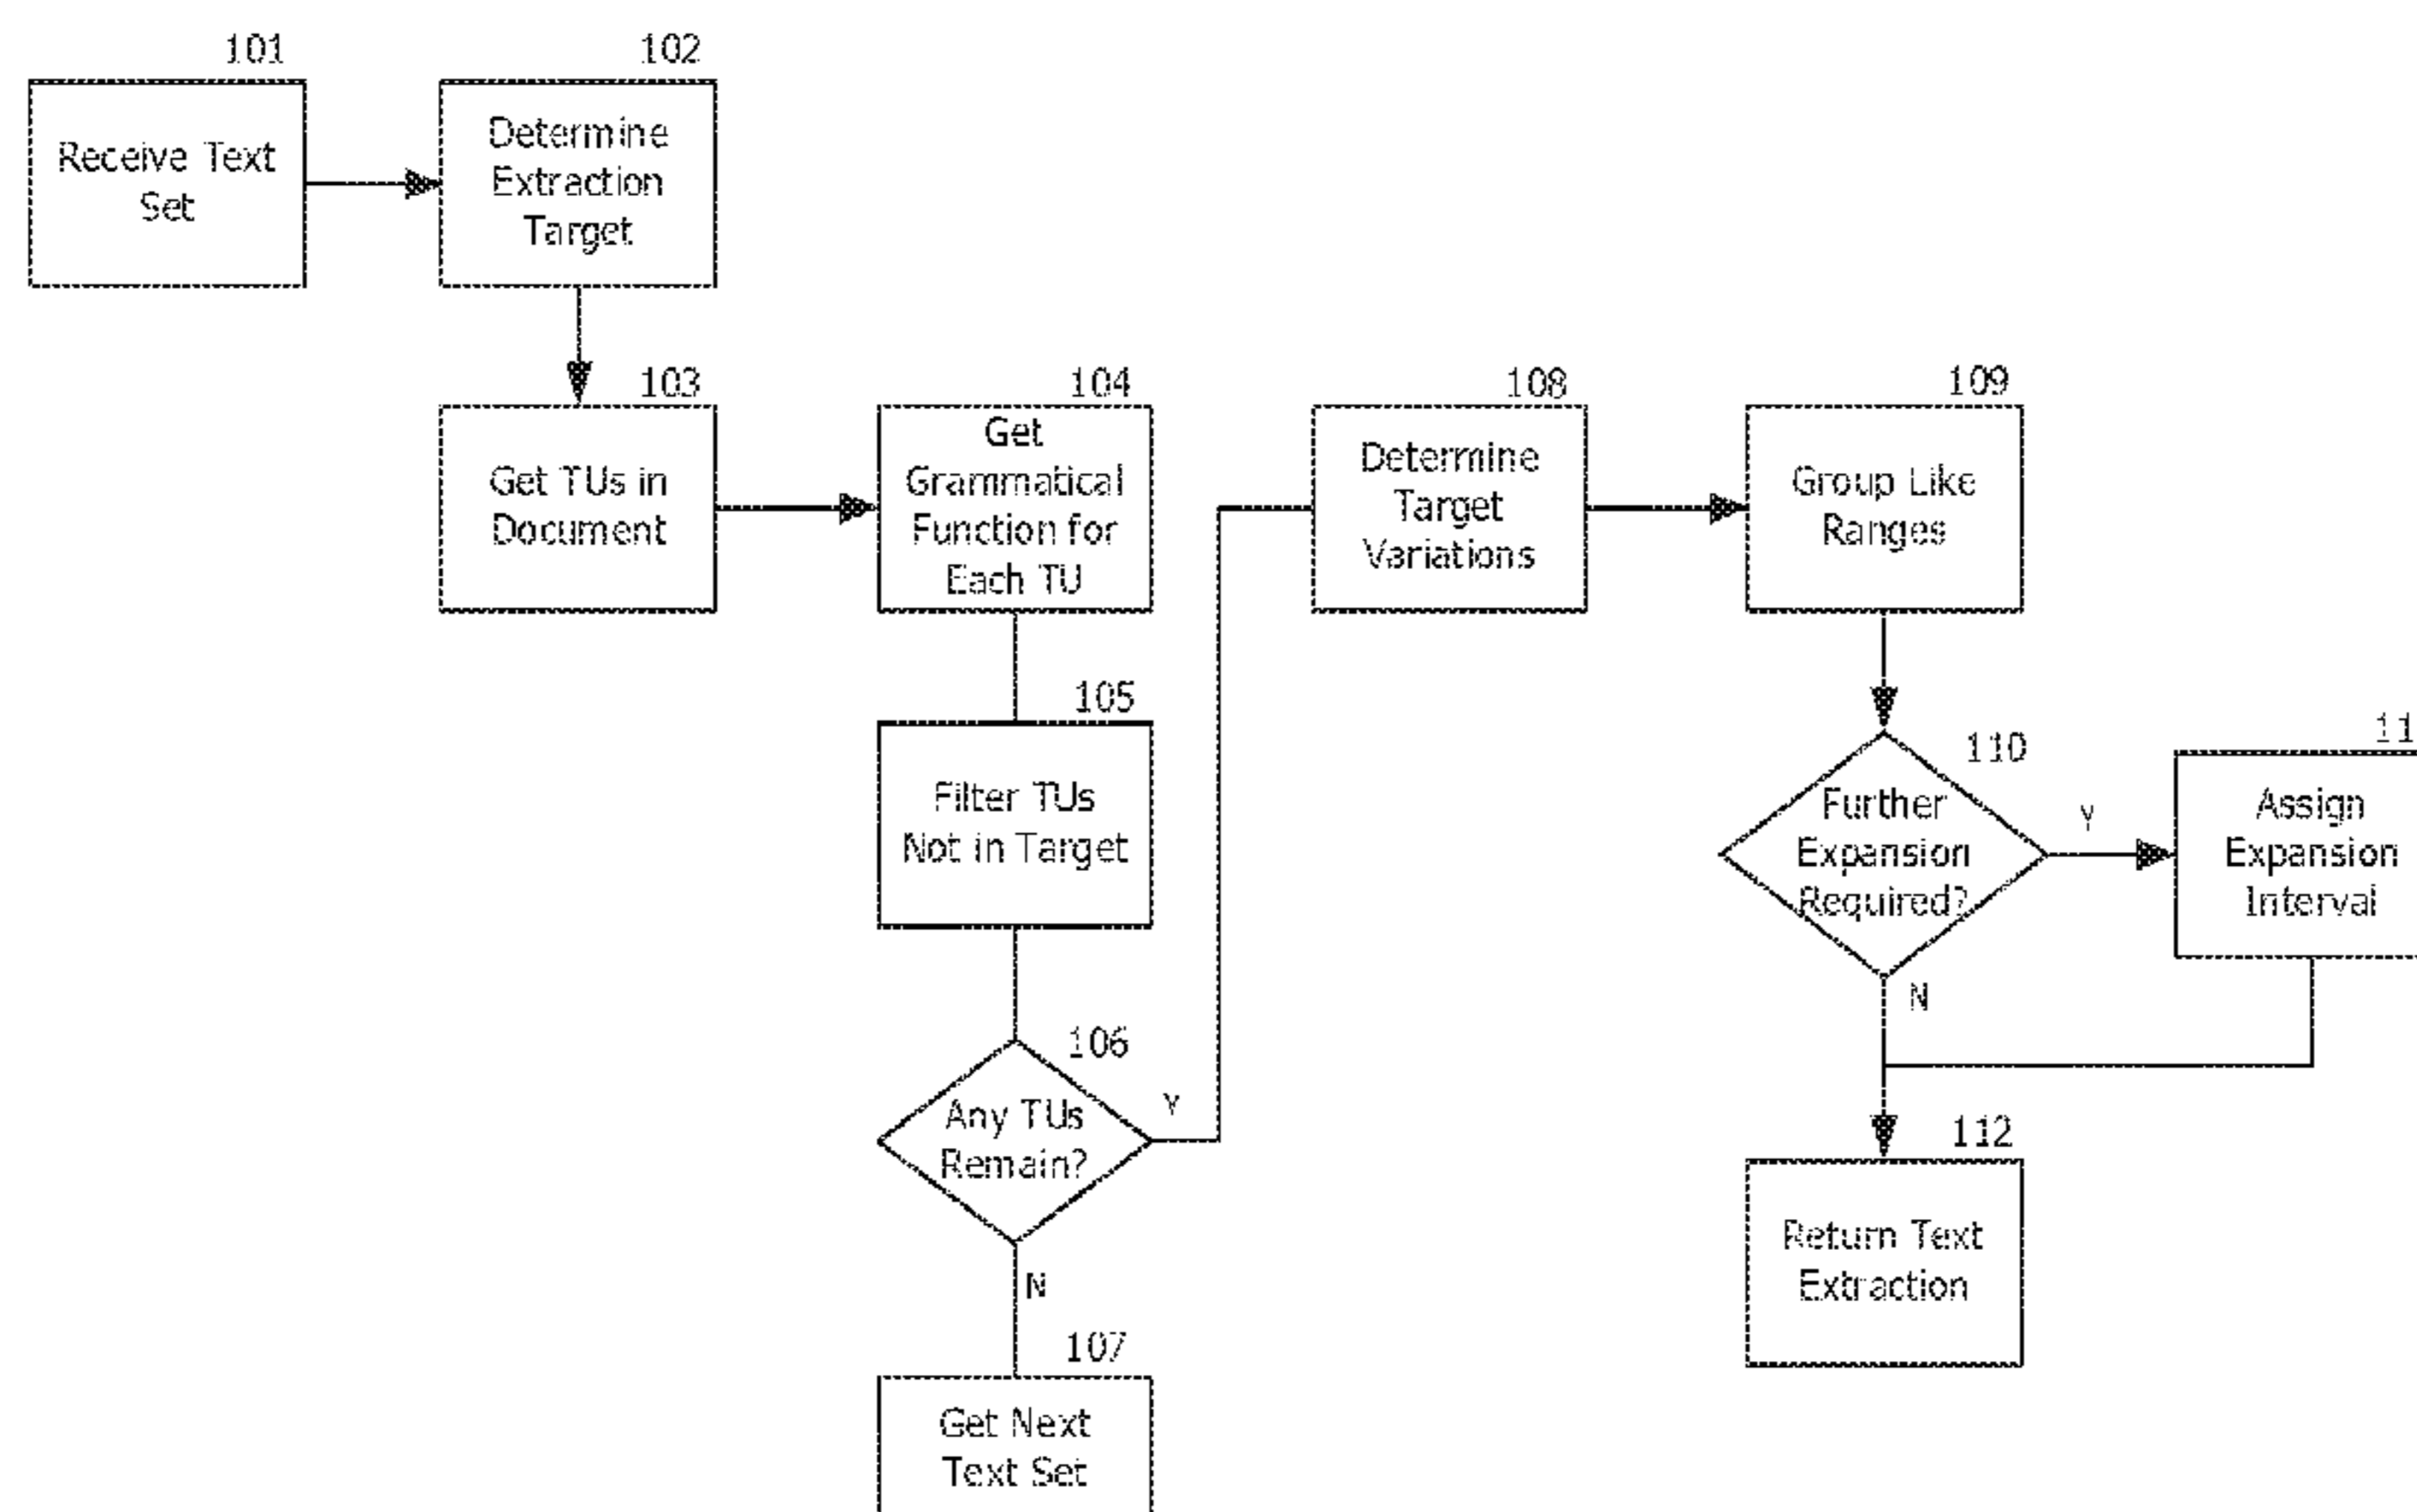 101
Receive Text
Set
102
Determine
Extraction
Target
103
Get TUs in
Document
104
Get
Grammatical
Function for
Each TU
105
Filter TUs
Not in Target
106
Any TUs
Remain?
Y
N
107
Get Next
Text Set
108
Determine
Target
Variations
109
Group Like
Ranges
110
Further
Expansion
Required?
Y
N
11
Assign
Expansion
Interval
112
Return Text
Extraction